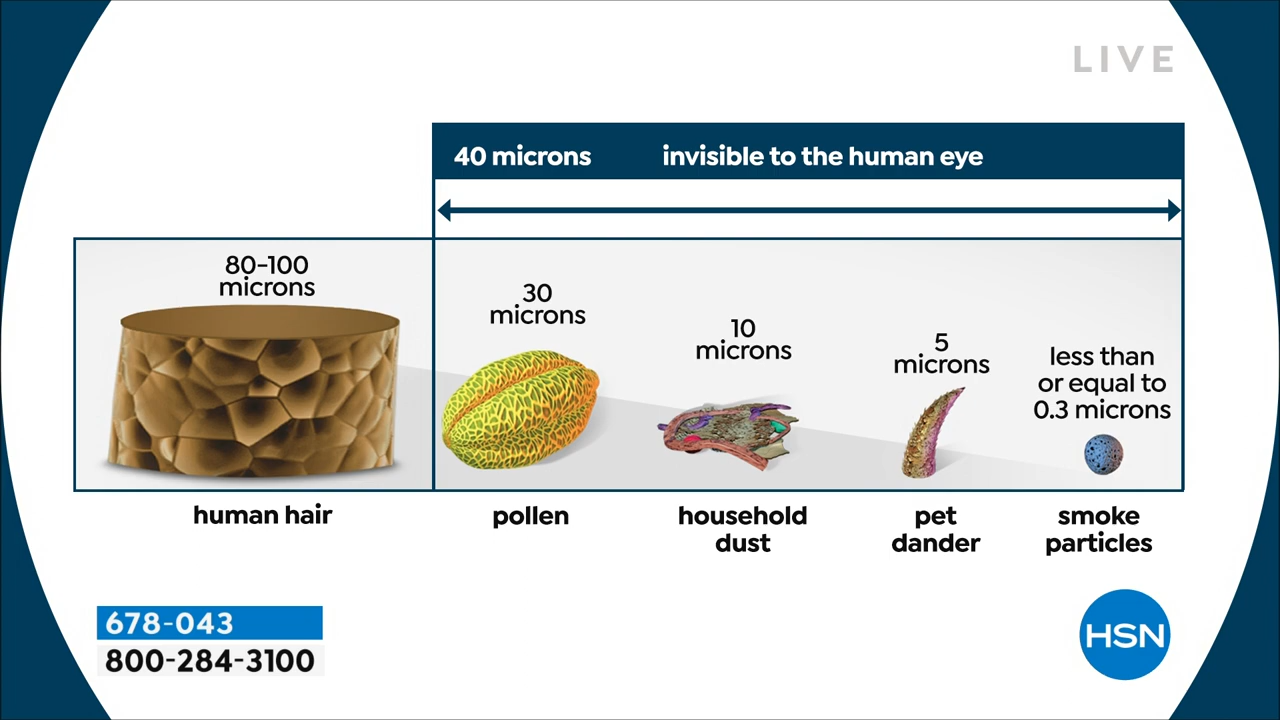 LIVE
40 microns invisible to the human eye
80-100
microns
30
microns
10
microns
5
microns
less than
or equal to
0.3 microns
human hair
pollen
household
dust
pet
dander
smoke
particles
678-043
800-284-3100
HSN